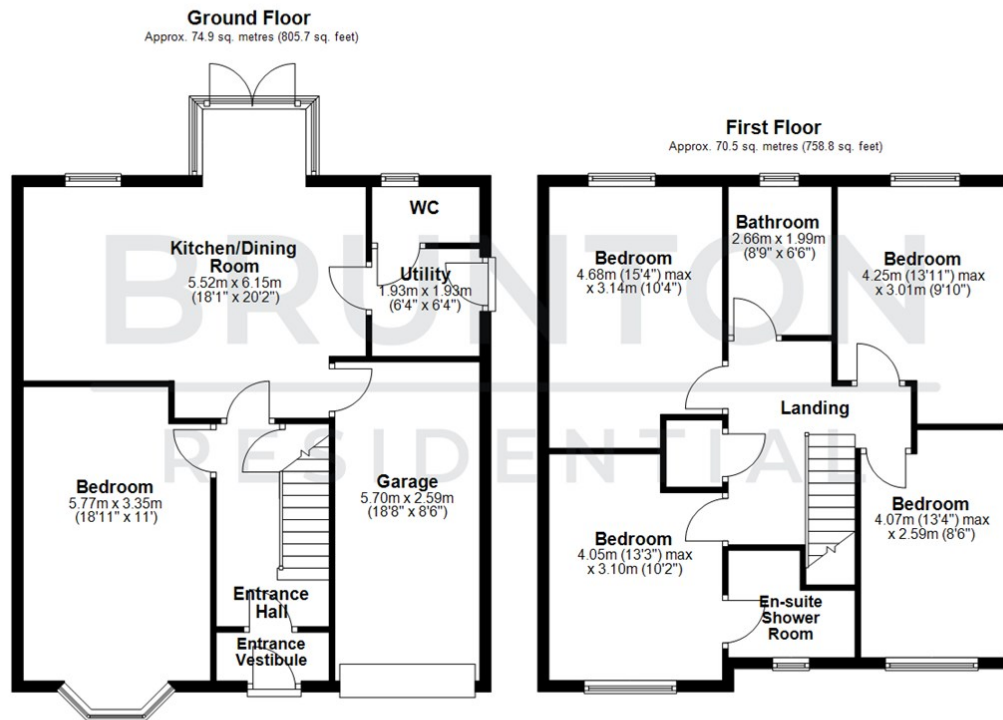 Ground Floor
Approx. 74.9 sq. metres (805.7 sq. feet)
Kitchen/Dining
Room
5.52m x 6.15m
(18'1" x 20'2")
WC
Utility
1.93m x 1.93m
(6'4" x 6'4")
Bedroom
5.77m x 3.35m
(18'11" x 11')
Garage
5.70m x 2.59m
(18'8" x 8'6")
Entrance
Hall
Entrance
Vestibule
First Floor
Approx. 70.5 sq. metres (758.8 sq. feet)
Bedroom
4.68m (15'4") max
x 3.14m (10'4")
Bathroom
2.66m x 1.99m
(8'9" x 6'6")
Bedroom
4.25m (13'11") max
x 3.01m (9'10")
Landing
Bedroom
4.05m (13'3") max
x 3.10m (10'2")
Bedroom
4.07m (13'4") max
x 2.59m (8'6")
En-suite
Shower
Room
BRUNTON
RESIDENTIAL